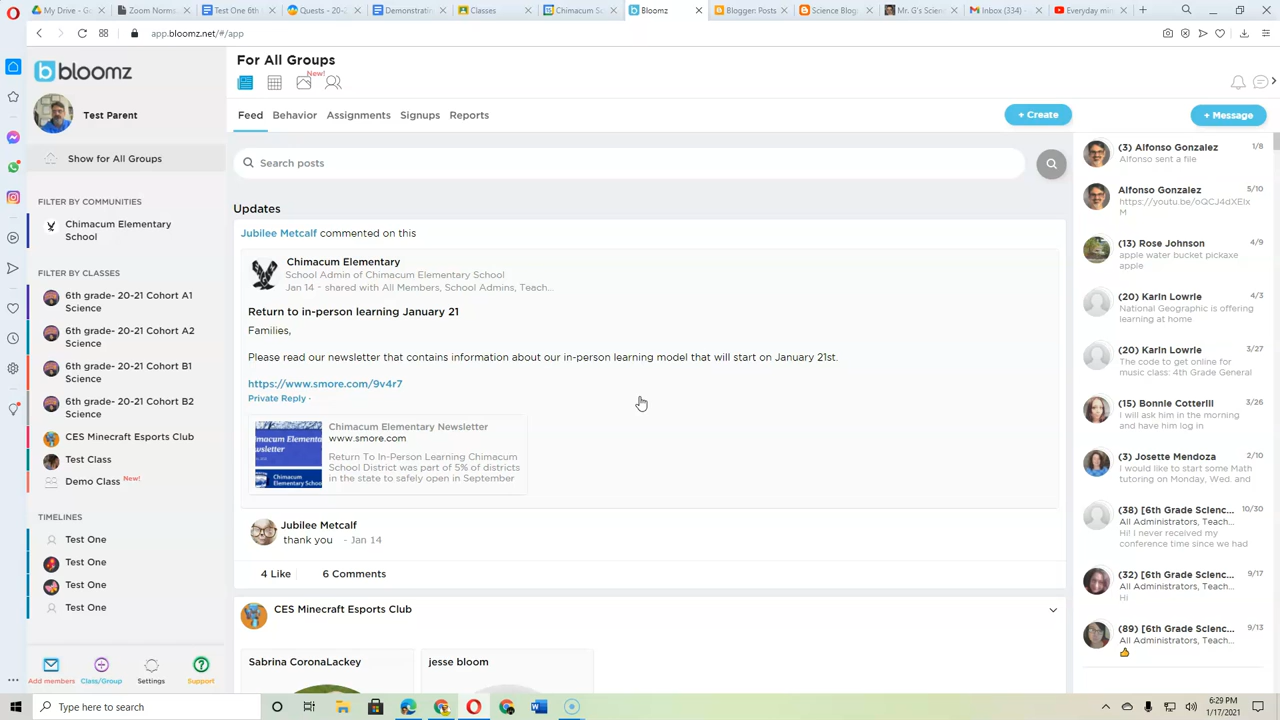 My Drive - Goo
Zoom Norms
Test One 6th
Quests - 20-2
Demonstratin
Classes
Chimacum Sc
Bloomz
Blogger: Posts
Science Blog
Mr. G's Scien
Inbox (334)
Everyday min
app.bloomz.net/#/app
bloomz
Test Parent
Show for All Groups
FILTER BY COMMUNITIES
Chimacum Elementary
School
FILTER BY CLASSES
6th grade- 20-21 Cohort A1
Science
6th grade- 20-21 Cohort A2
Science
6th grade- 20-21 Cohort B1
Science
6th grade- 20-21 Cohort B2
Science
CES Minecraft Esports Club
Test Class
Demo Class New!
TIMELINES
Test One
Test One
Test One
Test One
Add members
Class/Group
Settings
Support
For All Groups
New!
Feed Behavior Assignments Signups Reports
+ Create
+ Message
Search posts
Updates
Jubilee Metcalf commented on this
Chimacum Elementary
School Admin of Chimacum Elementary School
Jan 14 - shared with All Members, School Admins, Teach...
Return to in-person learning January 21
Families,
Please read our newsletter that contains information about our in-person learning model that will start on January 21st.
https://www.smore.com/9v4r7
Private Reply -
Chimacum Elementary Newsletter
www.smore.com
Return To In-Person Learning Chimacum
School District was part of 5% of districts
in the state to safely open in September
Jubilee Metcalf
thank you - Jan 14
4 Like 6 Comments
CES Minecraft Esports Club
Sabrina CoronaLackey
jesse bloom
(3) Alfonso Gonzalez 1/8
Alfonso sent a file
Alfonso Gonzalez 5/10
https://youtu.be/oQCJ4dXEIx
M
(13) Rose Johnson 4/9
apple water bucket pickaxe
apple
(20) Karin Lowrie 4/3
National Geographic is offering
learning at home
(20) Karin Lowrie 3/27
The code to get online for
music class: 4th Grade General
(15) Bonnie Cotterill 3/26
I will ask him in the morning
and have him log in
(3) Josette Mendoza 2/10
I would like to start some Math
tutoring on Monday, Wed. and
(38) [6th Grade Scienc... 10/30
All Administrators, Teach...
Hi! I never received my
conference time since we had
(32) [6th Grade Scienc... 9/17
All Administrators, Teach...
Hi
(89) [6th Grade Scienc... 9/13
All Administrators, Teach...
Type here to search
6:29 PM
1/17/2021